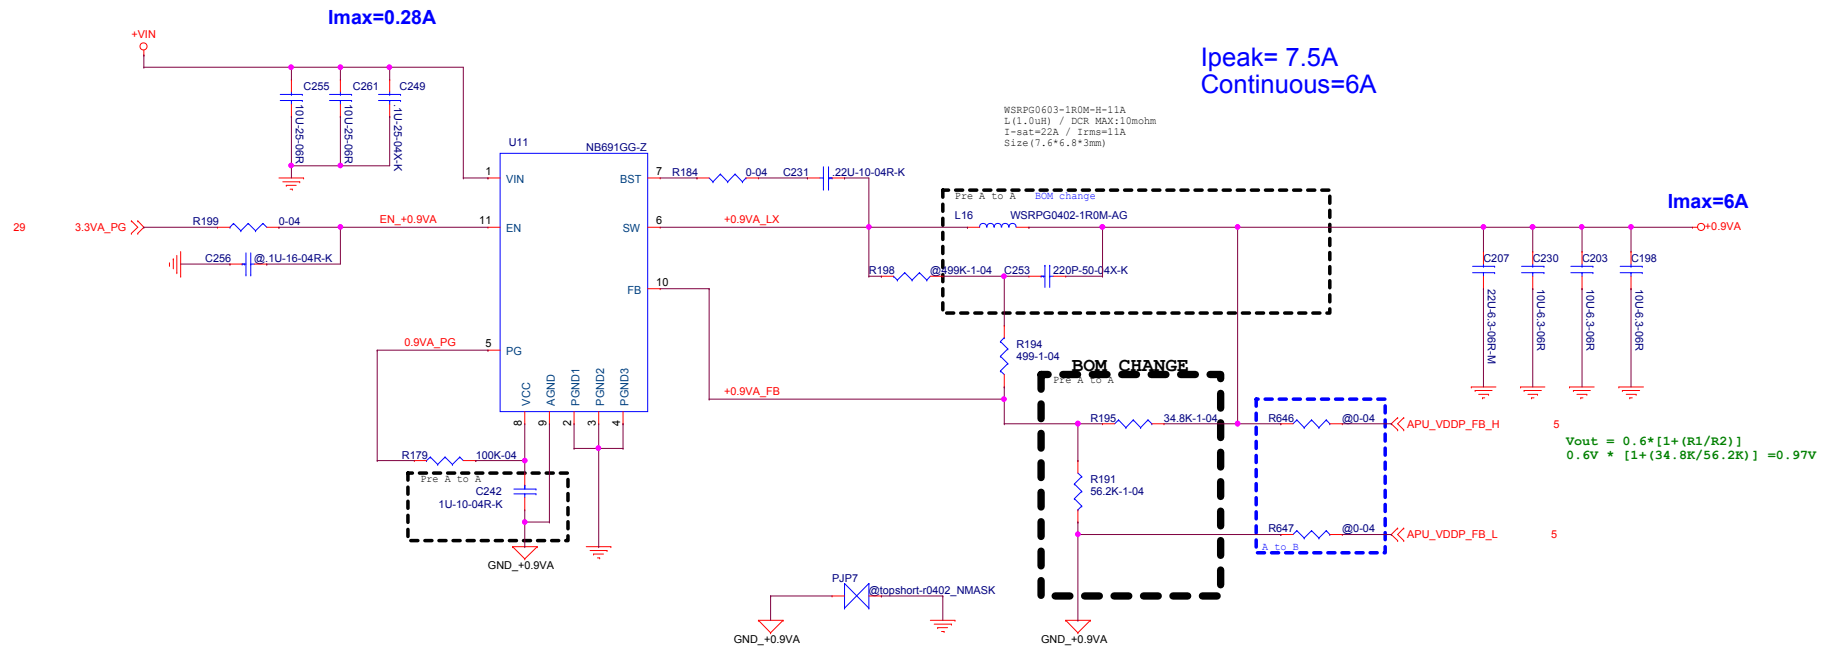 Imax=0.28A
+VIN
Ipeak= 7.5A
Continuous=6A
C255
C261
C249
10U-25-06R
10U-25-06R
.1U-25-04X-K
WSRPG0603-1R0M-H-11A
L(1.0uH) / DCR MAX:10mohm
I-sat=22A / Irms=11A
Size(7.6*6.8*3mm)
U11
NB691GG-Z
1
VIN
BST
7
R184
0-04
C231
.22U-10-04R-K
Pre A to A
BOM change
Imax=6A
29
3.3VA_PG
R199
0-04
EN_+0.9VA
11
EN
SW
6
+0.9VA_LX
L16
WSRPG0402-1R0M-AG
+0.9VA
C256
@.1U-16-04R-K
R198
@499K-1-04
C253
220P-50-04X-K
C207
C230
C203
C198
22U-6.3-06R-M
10U-6.3-06R
10U-6.3-06R
10U-6.3-06R
FB
10
0.9VA_PG
5
PG
R194
499-1-04
VCC
AGND
PGND1
PGND2
PGND3
8
9
2
3
4
BOM CHANGE
Pre A to A
+0.9VA_FB
R195
34.8K-1-04
R646
@0-04
APU_VDDP_FB_H
5
Vout = 0.6*[1+(R1/R2)]
0.6V * [1+(34.8K/56.2K)] =0.97V
R179
100K-04
Pre A to A
C242
1U-10-04R-K
R191
56.2K-1-04
R647
@0-04
APU_VDDP_FB_L
5
A to B
GND_+0.9VA
PJP7
@topshort-r0402_NMASK
GND_+0.9VA
GND_+0.9VA